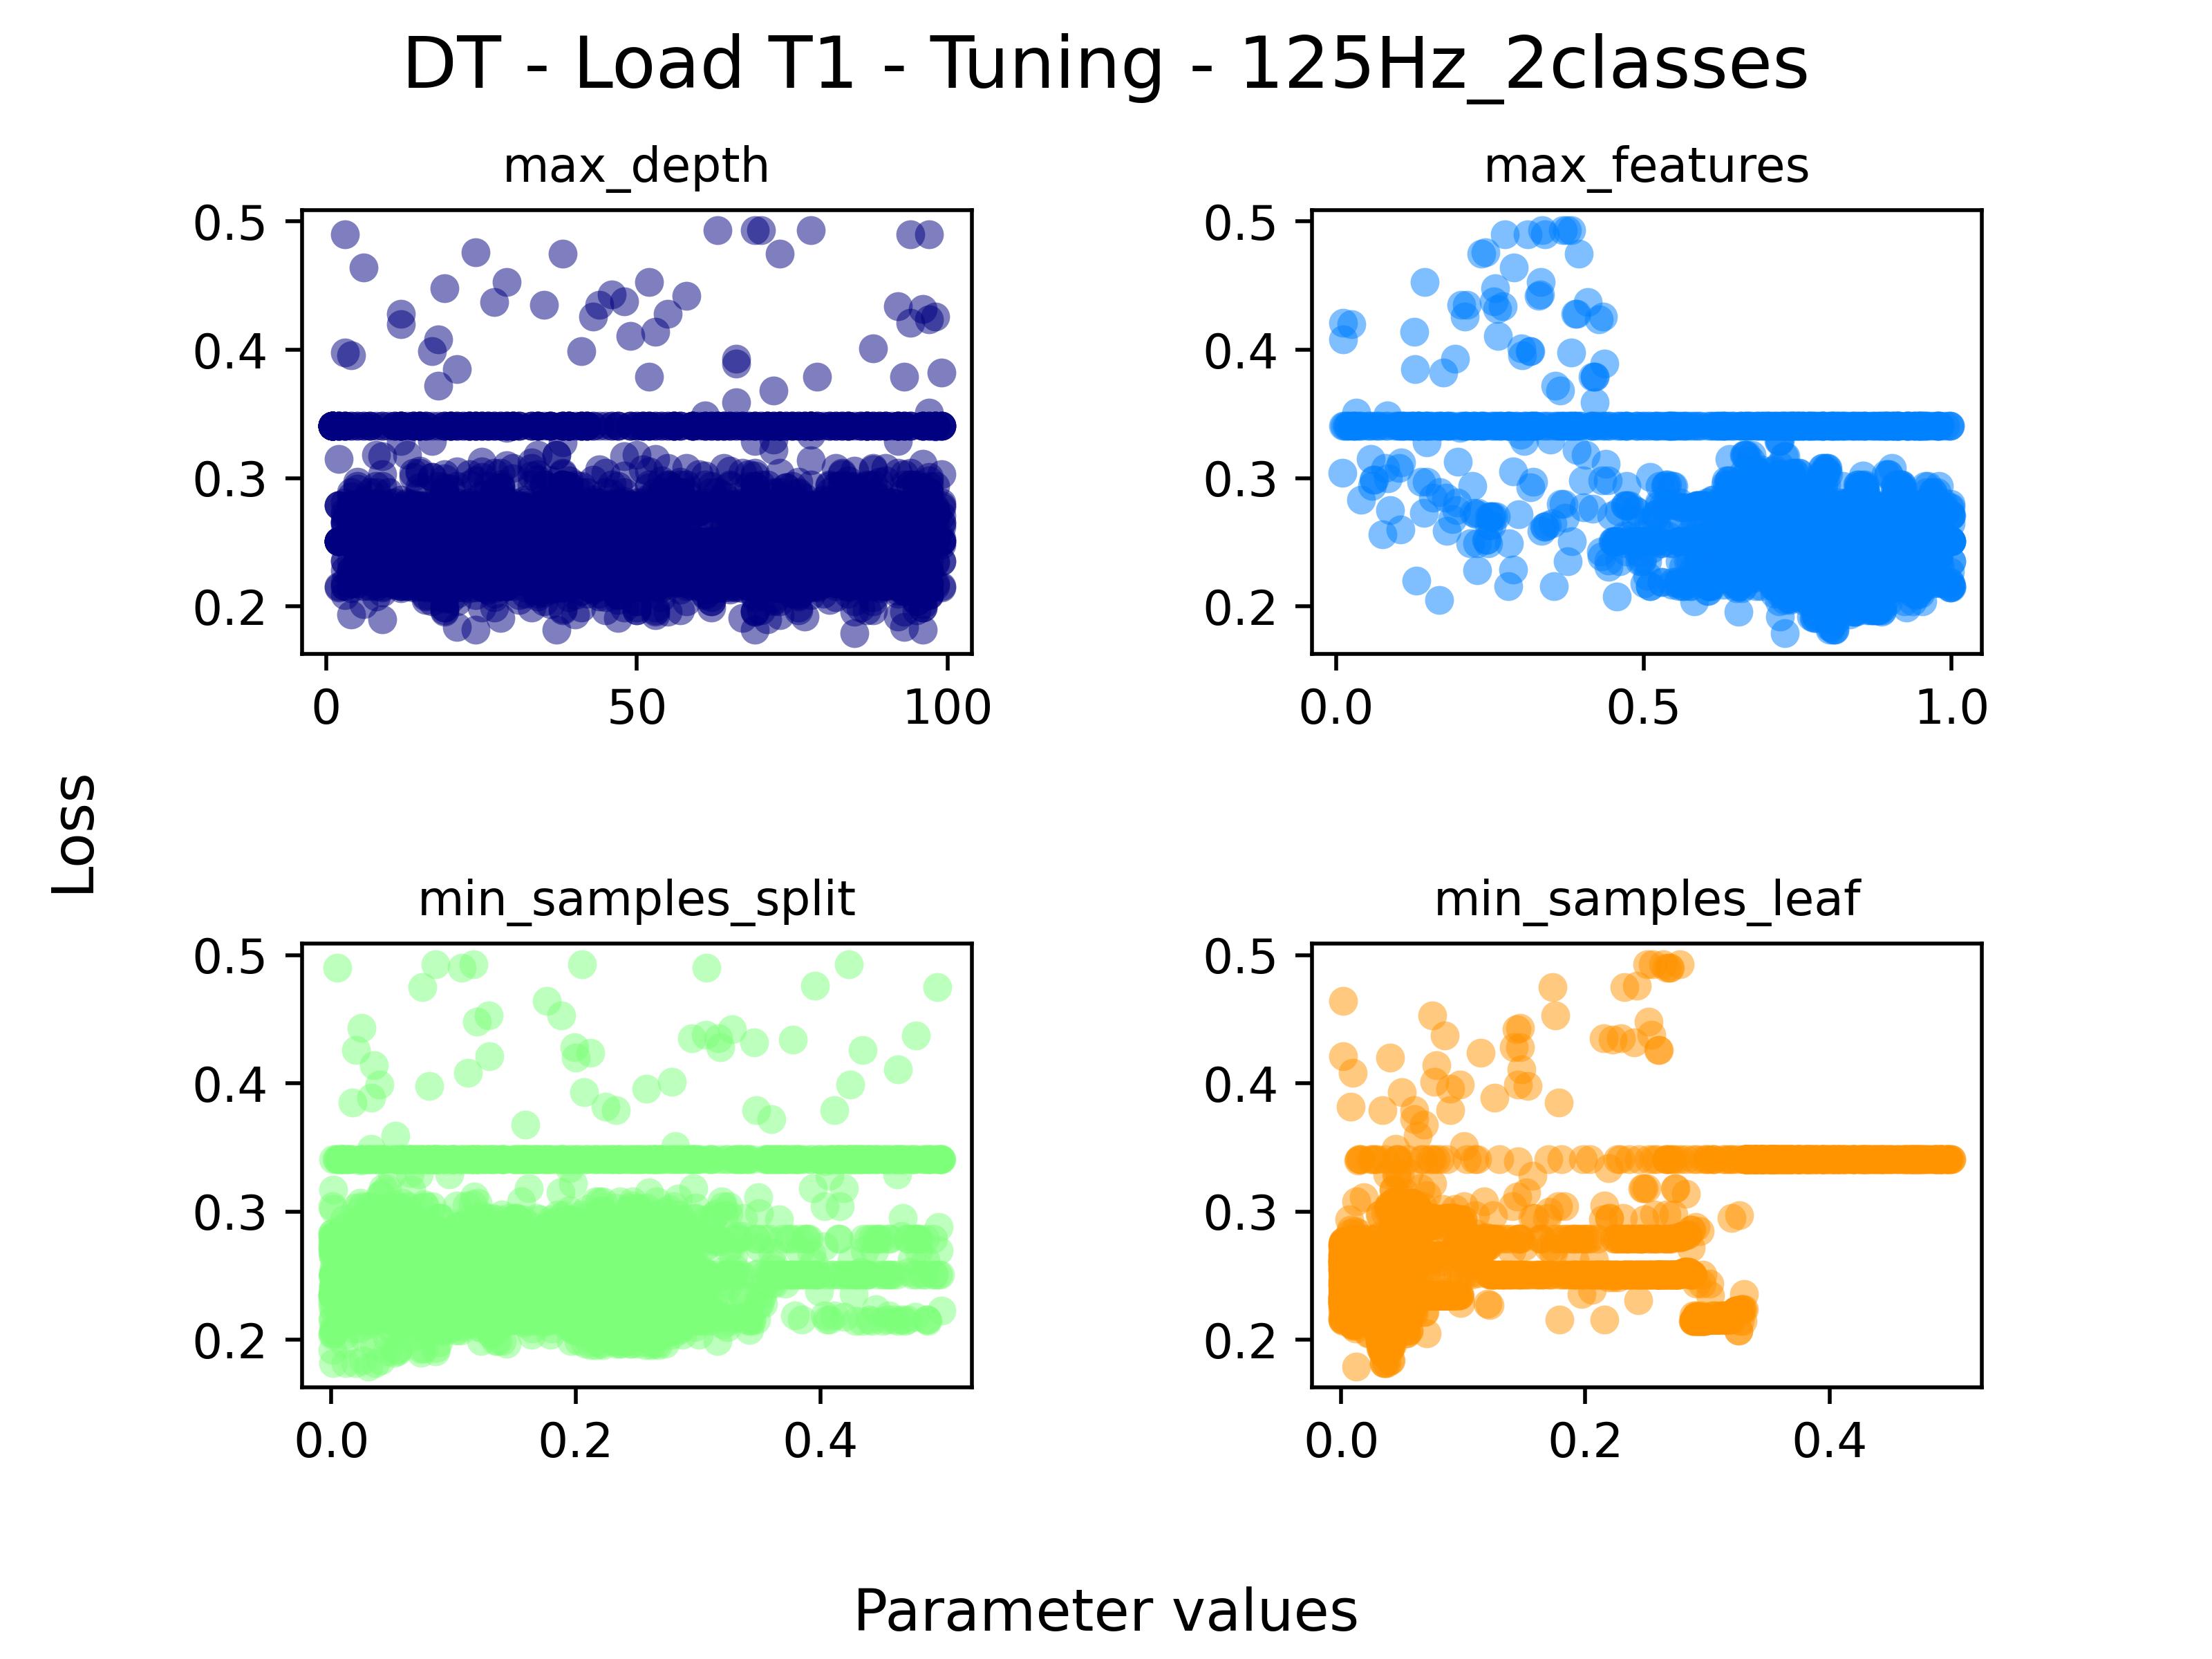 DT - Load T1 - Tuning - 125Hz_2classes
max_depth
0.5
0.4
0.3
0.2
0 50 100
max_features
0.5
0.4
0.3
0.2
0.0 0.5 1.0
Loss
min_samples_split
0.5
0.4
0.3
0.2
0.0 0.2 0.4
min_samples_leaf
0.5
0.4
0.3
0.2
0.0 0.2 0.4
Parameter values